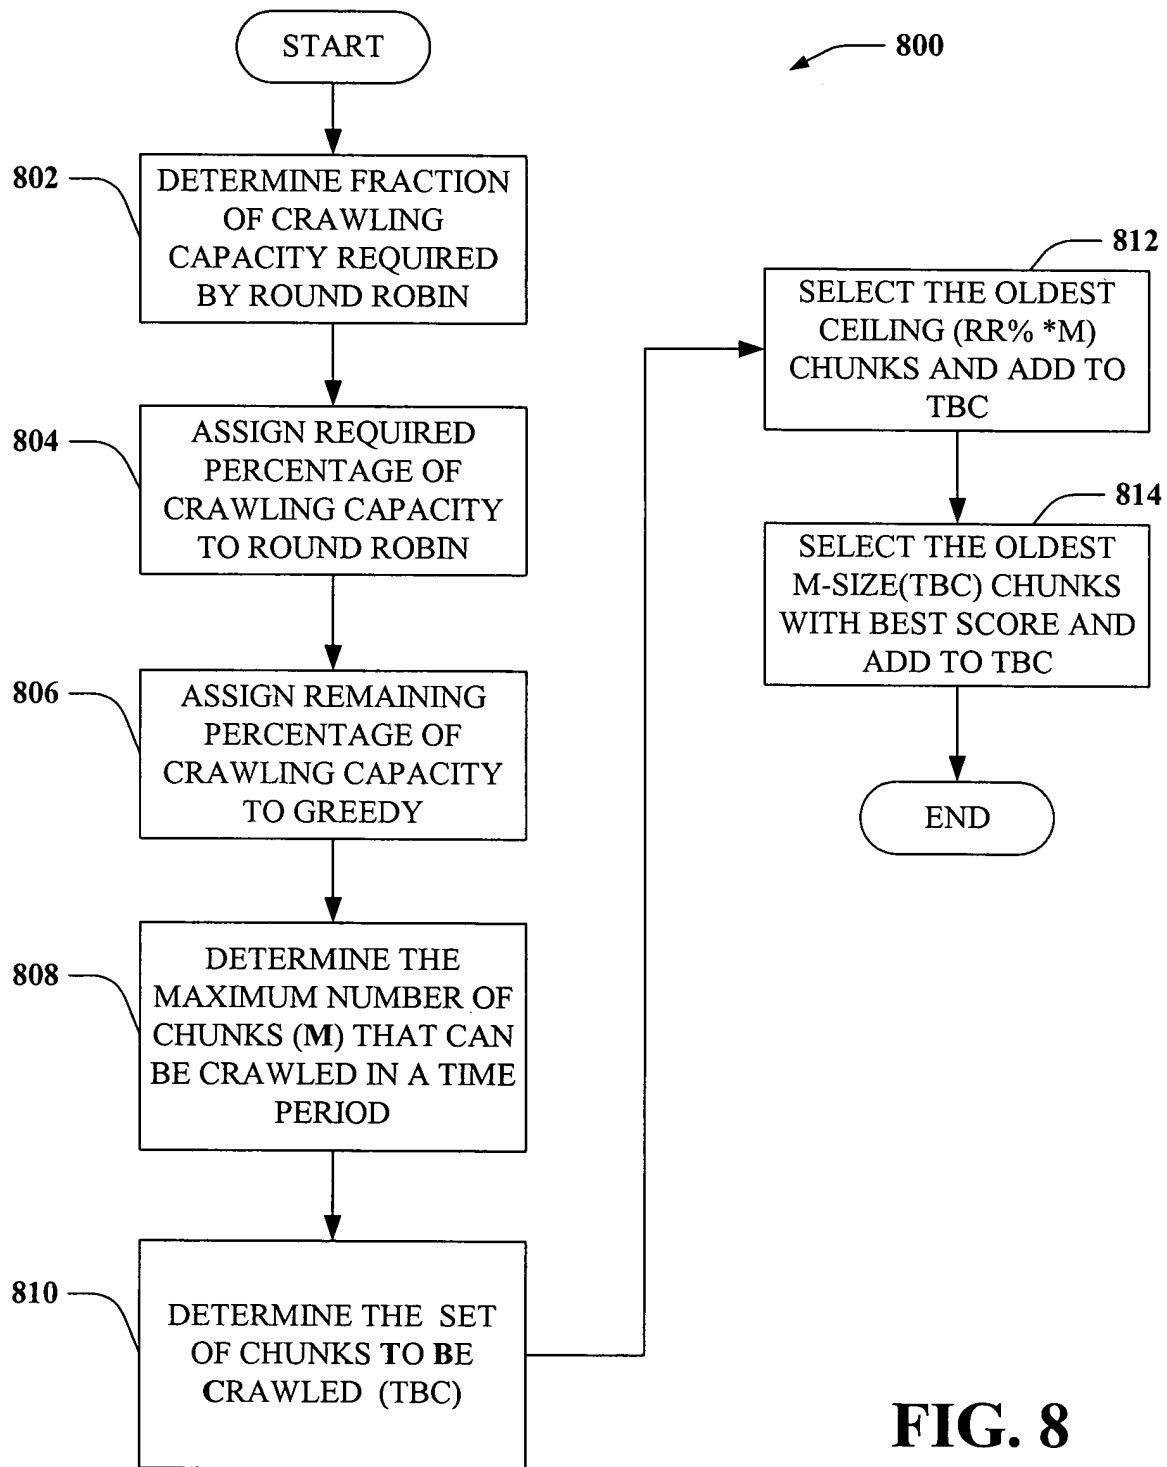 START
800
802
DETERMINE FRACTION
OF CRAWLING
CAPACITY REQUIRED
BY ROUND ROBIN
804
ASSIGN REQUIRED
PERCENTAGE OF
CRAWLING CAPACITY
TO ROUND ROBIN
806
ASSIGN REMAINING
PERCENTAGE OF
CRAWLING CAPACITY
TO GREEDY
808
DETERMINE THE
MAXIMUM NUMBER OF
CHUNKS (M) THAT CAN
BE CRAWLED IN A TIME
PERIOD
810
DETERMINE THE SET
OF CHUNKS TO BE
CRAWLED (TBC)
812
SELECT THE OLDEST
CEILING (RR% *M)
CHUNKS AND ADD TO
TBC
814
SELECT THE OLDEST
M-SIZE(TBC) CHUNKS
WITH BEST SCORE AND
ADD TO TBC
END
FIG. 8